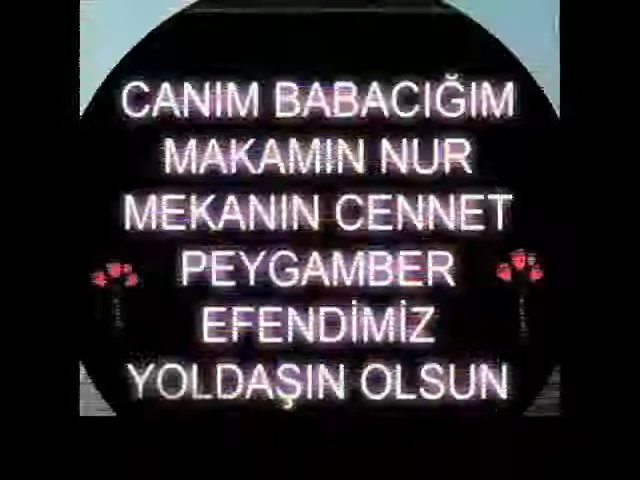 CANIM BABACIĞIM
MAKAMIN NUR
MEKANIN CENNET
PEYGAMBER
EFENDİMİZ
YOLDAŞIN OLSUN